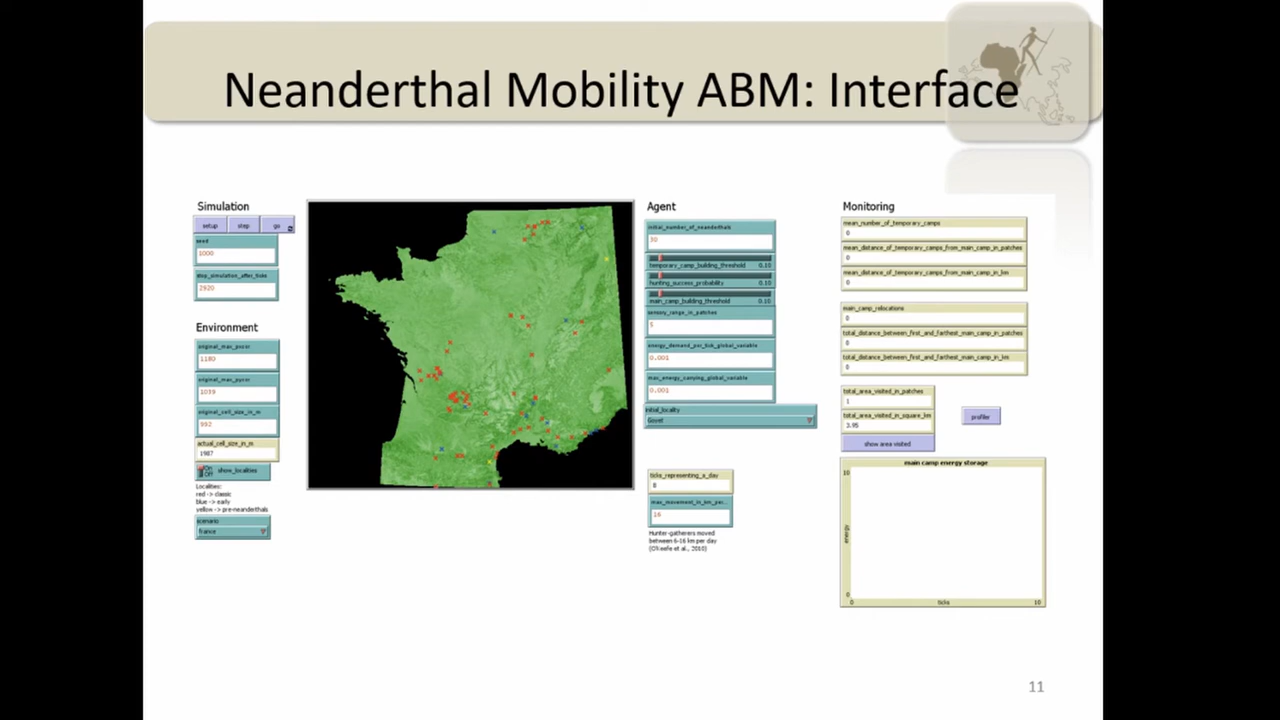 Neanderthal Mobility ABM: Interface
Simulation
setup step go
seed
1000
stop_simulation_after_ticks
2920
Environment
original_max_pxcor
1180
original_max_pycor
1039
original_cell_size_in_m
992
actual_cell_size_in_m
1987
On
Off
show_localities
Localities:
red -> classic
blue -> early
yellow -> pre-neanderthals
scenario
france
Agent
initial_number_of_neanderthals
30
temporary_camp_building_threshold 0.10
hunting_success_probability 0.10
main_camp_building_threshold 0.10
sensory_range_in_patches
5
energy_demand_per_tick_global_variable
0.001
max_energy_carrying_global_variable
0.001
initial_locality
Goyet
ticks_representing_a_day
8
max_movement_in_km_per...
16
Hunter-gatherers moved
between 6-16 km per day
(O'Keefe et al., 2010)
Monitoring
mean_number_of_temporary_camps
0
mean_distance_of_temporary_camps_from_main_camp_in_patches
0
mean_distance_of_temporary_camps_from_main_camp_in_km
0
main_camp_relocations
0
total_distance_between_first_and_farthest_main_camp_in_patches
0
total_distance_between_first_and_farthest_main_camp_in_km
0
total_area_visited_in_patches
1
total_area_visited_in_square_km
3.95
profiler
show area visited
main camp energy storage
10
energy
0
0 ticks 10
11